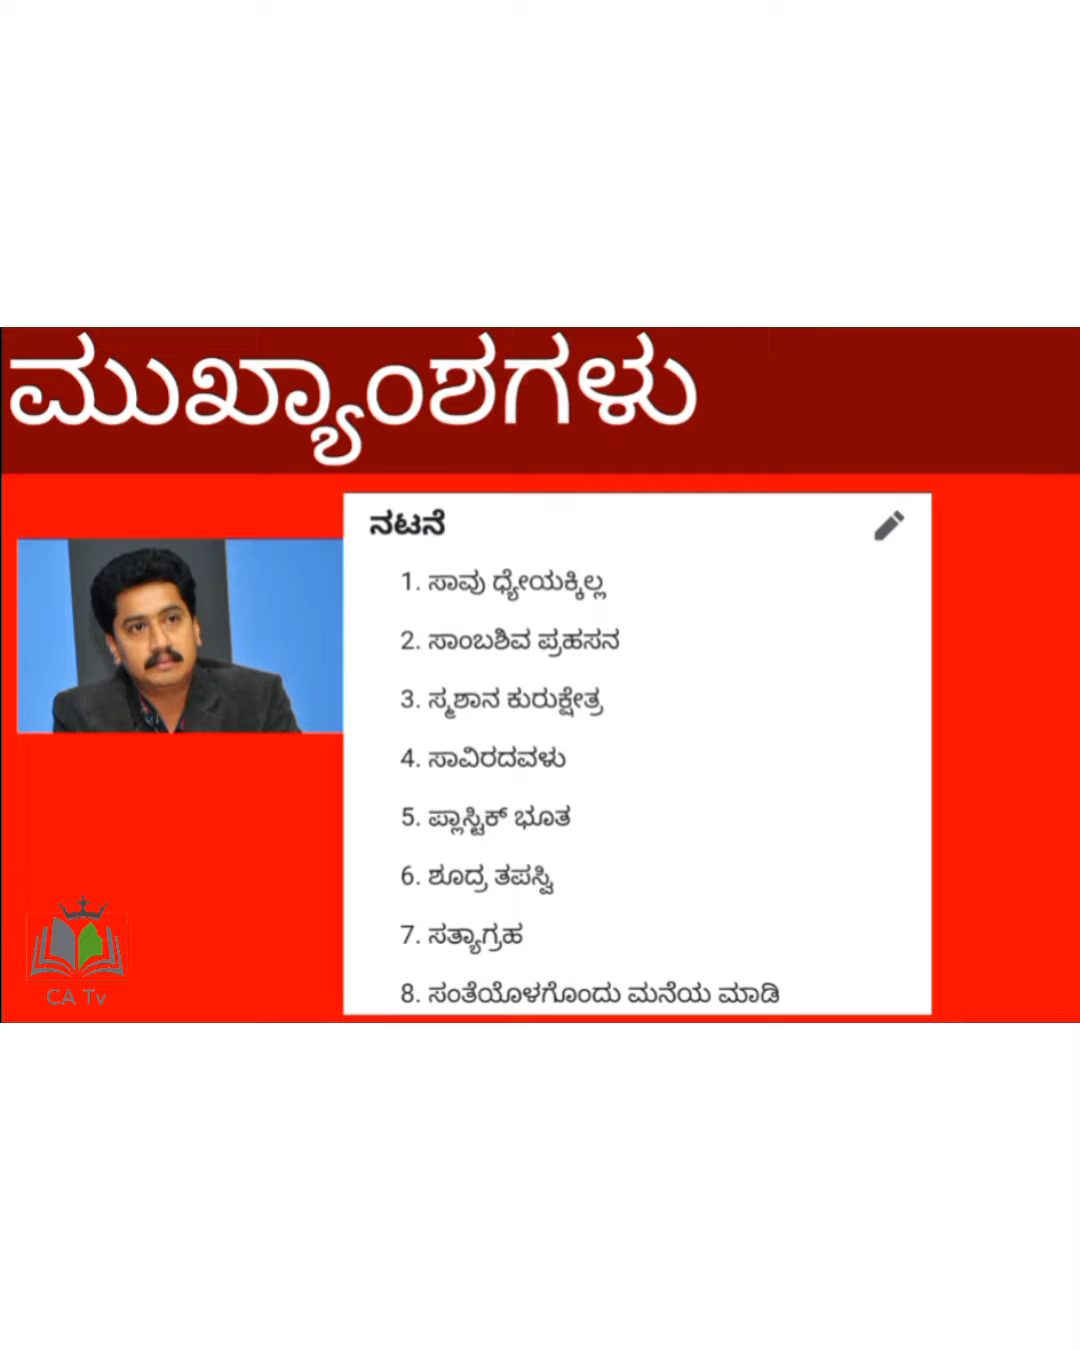 ಮುಖ್ಯಾಂಶಗಳು
ನಟನೆ
1. ಸಾವು ಧ್ಯೇಯಕ್ಕಿಲ್ಲ
2. ಸಾಂಬಶಿವ ಪ್ರಹಸನ
3. ಸ್ಮಶಾನ ಕುರುಕ್ಷೇತ್ರ
4. ಸಾವಿರದವಳು
5. ಪ್ಲಾಸ್ಟಿಕ್ ಭೂತ
6. ಶೂದ್ರ ತಪಸ್ವಿ
7. ಸತ್ಯಾಗ್ರಹ
8. ಸಂತೆಯೊಳಗೊಂದು ಮನೆಯ ಮಾಡಿ
CA Tv